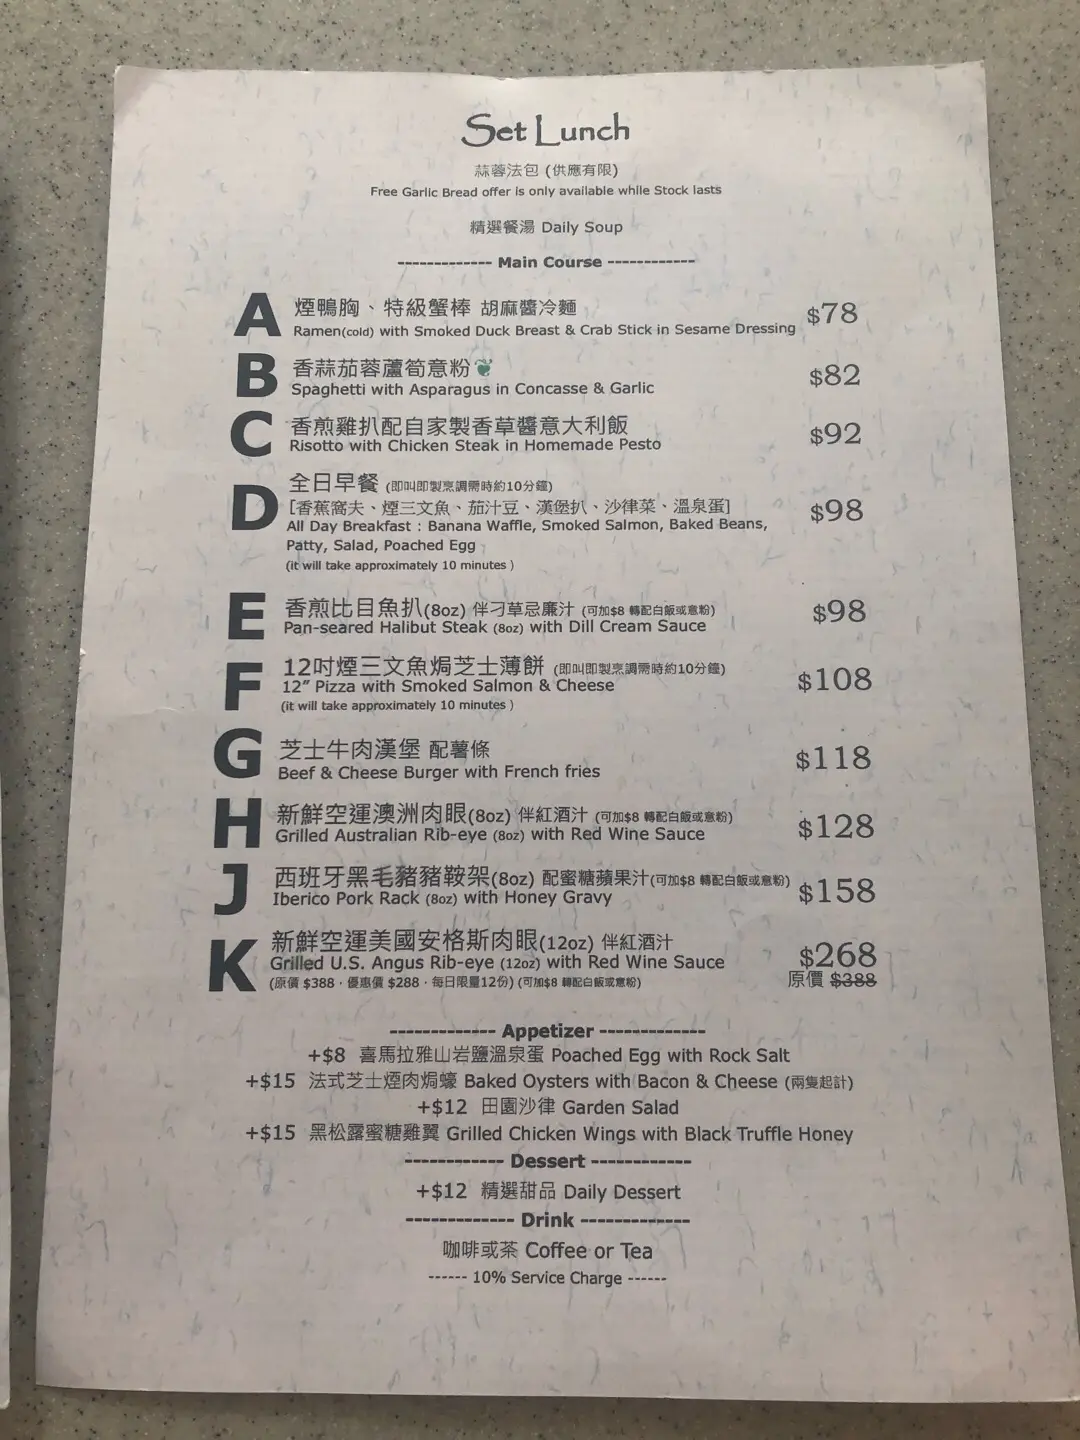 Set Lunch
蒜蓉法包 (供應有限)
Free Garlic Bread offer is only available while Stock lasts
精選餐湯 Daily Soup
------------- Main Course ------------
A 煙鴨胸、特級蟹棒 胡麻醬冷麵 $78
Ramen(cold) with Smoked Duck Breast & Crab Stick in Sesame Dressing
B 香蒜茄蓉蘆筍意粉 $82
Spaghetti with Asparagus in Concasse & Garlic
C 香煎雞扒配自家製香草醬意大利飯 $92
Risotto with Chicken Steak in Homemade Pesto
D 全日早餐 (即叫即製烹調需時約10分鐘) $98
[香蕉窩夫、煙三文魚、茄汁豆、漢堡扒、沙律菜、溫泉蛋]
All Day Breakfast : Banana Waffle, Smoked Salmon, Baked Beans,
Patty, Salad, Poached Egg
(it will take approximately 10 minutes )
E 香煎比目魚扒(8oz) 伴刁草忌廉汁 (可加$8 轉配白飯或意粉) $98
Pan-seared Halibut Steak (8oz) with Dill Cream Sauce
F 12吋煙三文魚焗芝士薄餅 (即叫即製烹調需時約10分鐘) $108
12" Pizza with Smoked Salmon & Cheese
(it will take approximately 10 minutes )
G 芝士牛肉漢堡 配薯條 $118
Beef & Cheese Burger with French fries
H 新鮮空運澳洲肉眼(8oz) 伴紅酒汁 (可加$8 轉配白飯或意粉) $128
Grilled Australian Rib-eye (8oz) with Red Wine Sauce
J 西班牙黑毛豬豬鞍架(8oz) 配蜜糖蘋果汁(可加$8 轉配白飯或意粉) $158
Iberico Pork Rack (8oz) with Honey Gravy
K 新鮮空運美國安格斯肉眼(12oz) 伴紅酒汁 $268
Grilled U.S. Angus Rib-eye (12oz) with Red Wine Sauce
(原價 $388，優惠價 $288，每日限量12份) (可加$8 轉配白飯或意粉) 原價 $388
------------- Appetizer -------------
+$8 喜馬拉雅山岩鹽溫泉蛋 Poached Egg with Rock Salt
+$15 法式芝士煙肉焗蠔 Baked Oysters with Bacon & Cheese (兩隻起計)
+$12 田園沙律 Garden Salad
+$15 黑松露蜜糖雞翼 Grilled Chicken Wings with Black Truffle Honey
------------ Dessert ------------
+$12 精選甜品 Daily Dessert
------------- Drink -------------
咖啡或茶 Coffee or Tea
------ 10% Service Charge ------